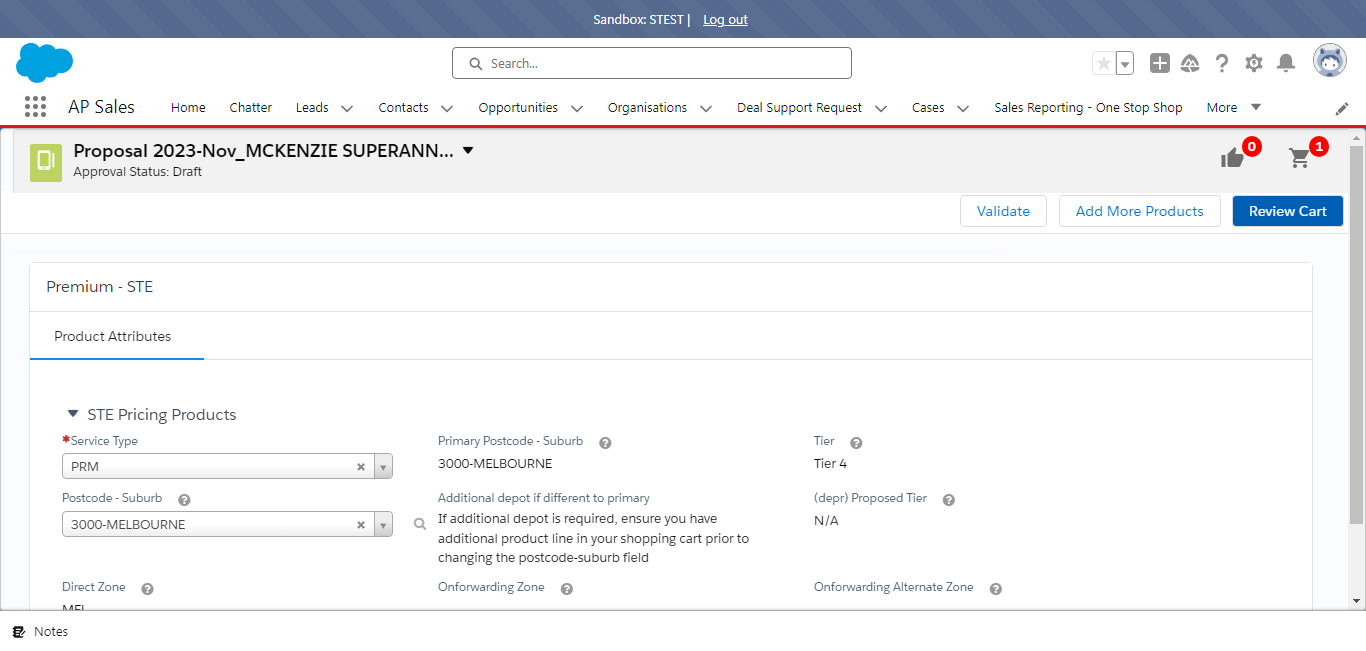 Sandbox: STEST | Log out
Search...
AP Sales Home Chatter Leads Contacts Opportunities Organisations Deal Support Request Cases Sales Reporting - One Stop Shop More
Proposal 2023-Nov_MCKENZIE SUPERANN...
0 1
Approval Status: Draft
Validate Add More Products Review Cart
Premium - STE
Product Attributes
STE Pricing Products
*Service Type Primary Postcode - Suburb ? Tier ?
PRM 3000-MELBOURNE Tier 4
Postcode - Suburb ? Additional depot if different to primary (depr) Proposed Tier ?
3000-MELBOURNE If additional depot is required, ensure you have N/A
additional product line in your shopping cart prior to
changing the postcode-suburb field
Direct Zone ? Onforwarding Zone ? Onforwarding Alternate Zone ?
MEL
Notes